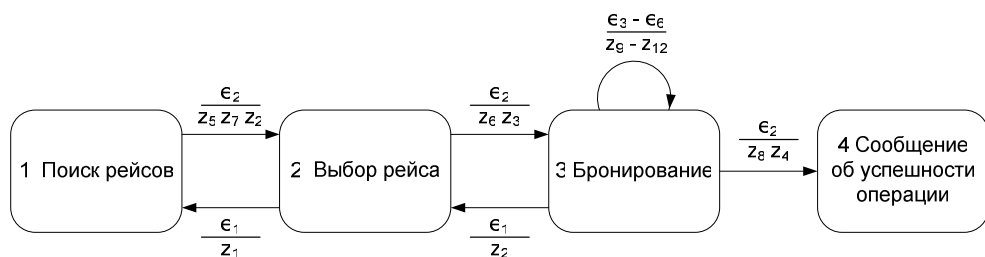 ϵ₃ - ϵ₆
z₉ - z₁₂
ϵ₂
z₅ z₇ z₂
ϵ₂
z₆ z₃
ϵ₂
z₈ z₄
1 Поиск рейсов
2 Выбор рейса
3 Бронирование
4 Сообщение
об успешности
операции
ϵ₁
z₁
ϵ₁
z₂